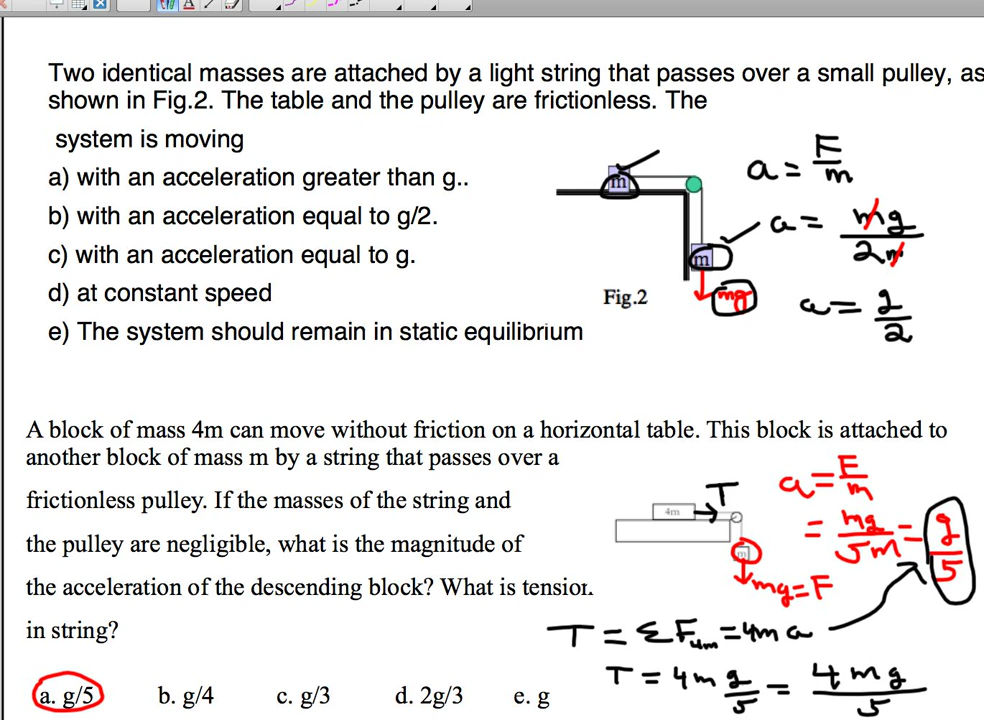 Two identical masses are attached by a light string that passes over a small pulley, as
shown in Fig.2. The table and the pulley are frictionless. The
system is moving
a) with an acceleration greater than g..
b) with an acceleration equal to g/2.
c) with an acceleration equal to g.
d) at constant speed
e) The system should remain in static equilibrium
m
m
mg
Fig.2
a = F/m
a = mg/2m
a = g/2
A block of mass 4m can move without friction on a horizontal table. This block is attached to
another block of mass m by a string that passes over a
frictionless pulley. If the masses of the string and
the pulley are negligible, what is the magnitude of
the acceleration of the descending block? What is tension
in string?
4m
T
m
mg=F
a = F/m
= mg/5m = g/5
T = ΣF4m = 4ma
T = 4m g/5 = 4mg/5
a. g/5 b. g/4 c. g/3 d. 2g/3 e. g